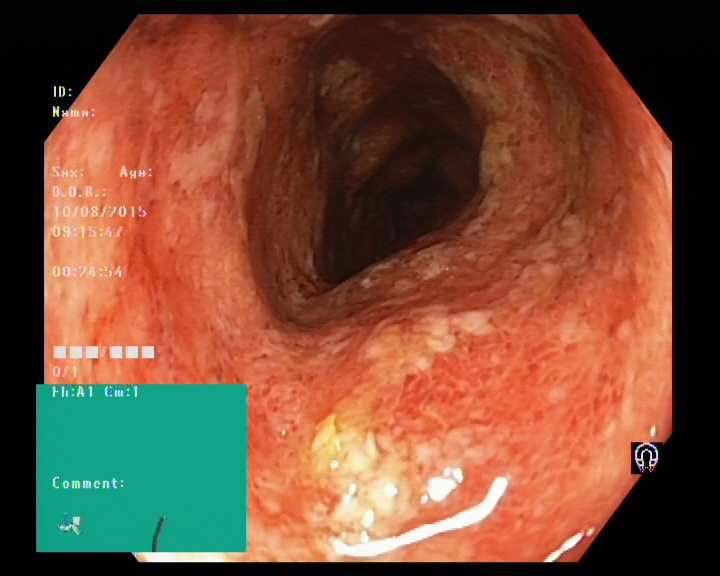 ID:
Name:
Sex: Age:
D.O.B.:
10/08/2015
09:15:47
00:24:54
0/1
Eh:A1 Cm:1
Comment: